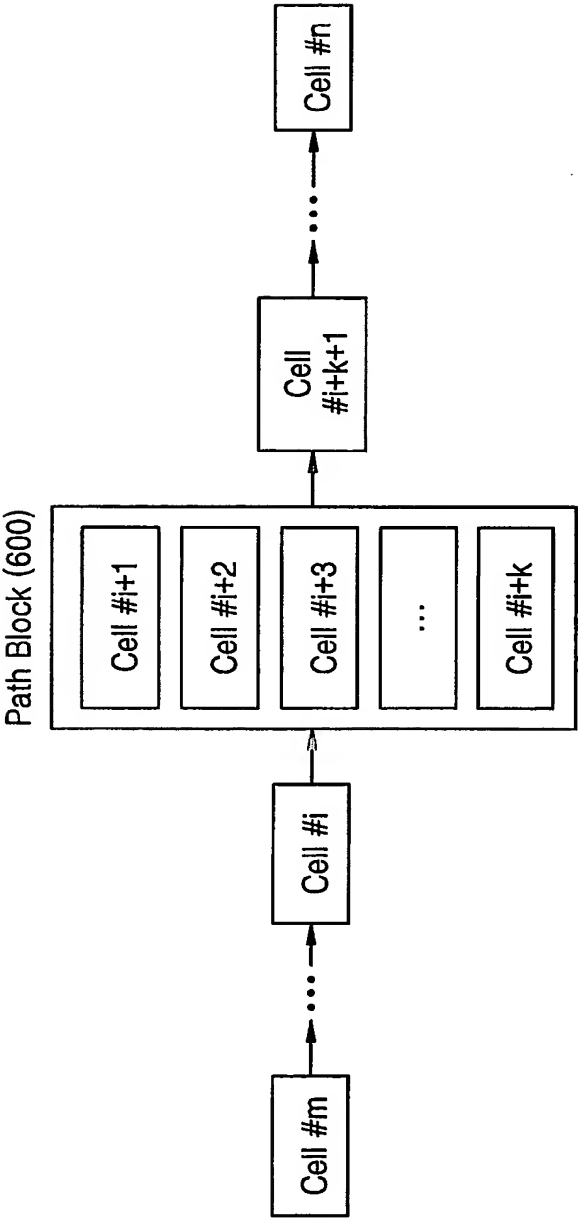 Path Block (600)
Cell #m
...
Cell #i
Cell #i+1
Cell #i+2
Cell #i+3
...
Cell #i+k
Cell
#i+k+1
...
Cell #n